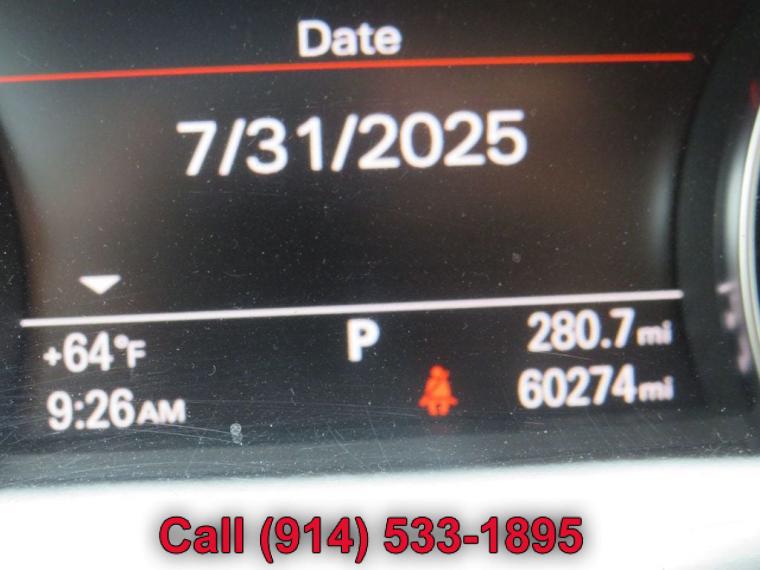 Date
7/31/2025
+64°F P 280.7mi
9:26AM 60274mi
Call (914) 533-1895